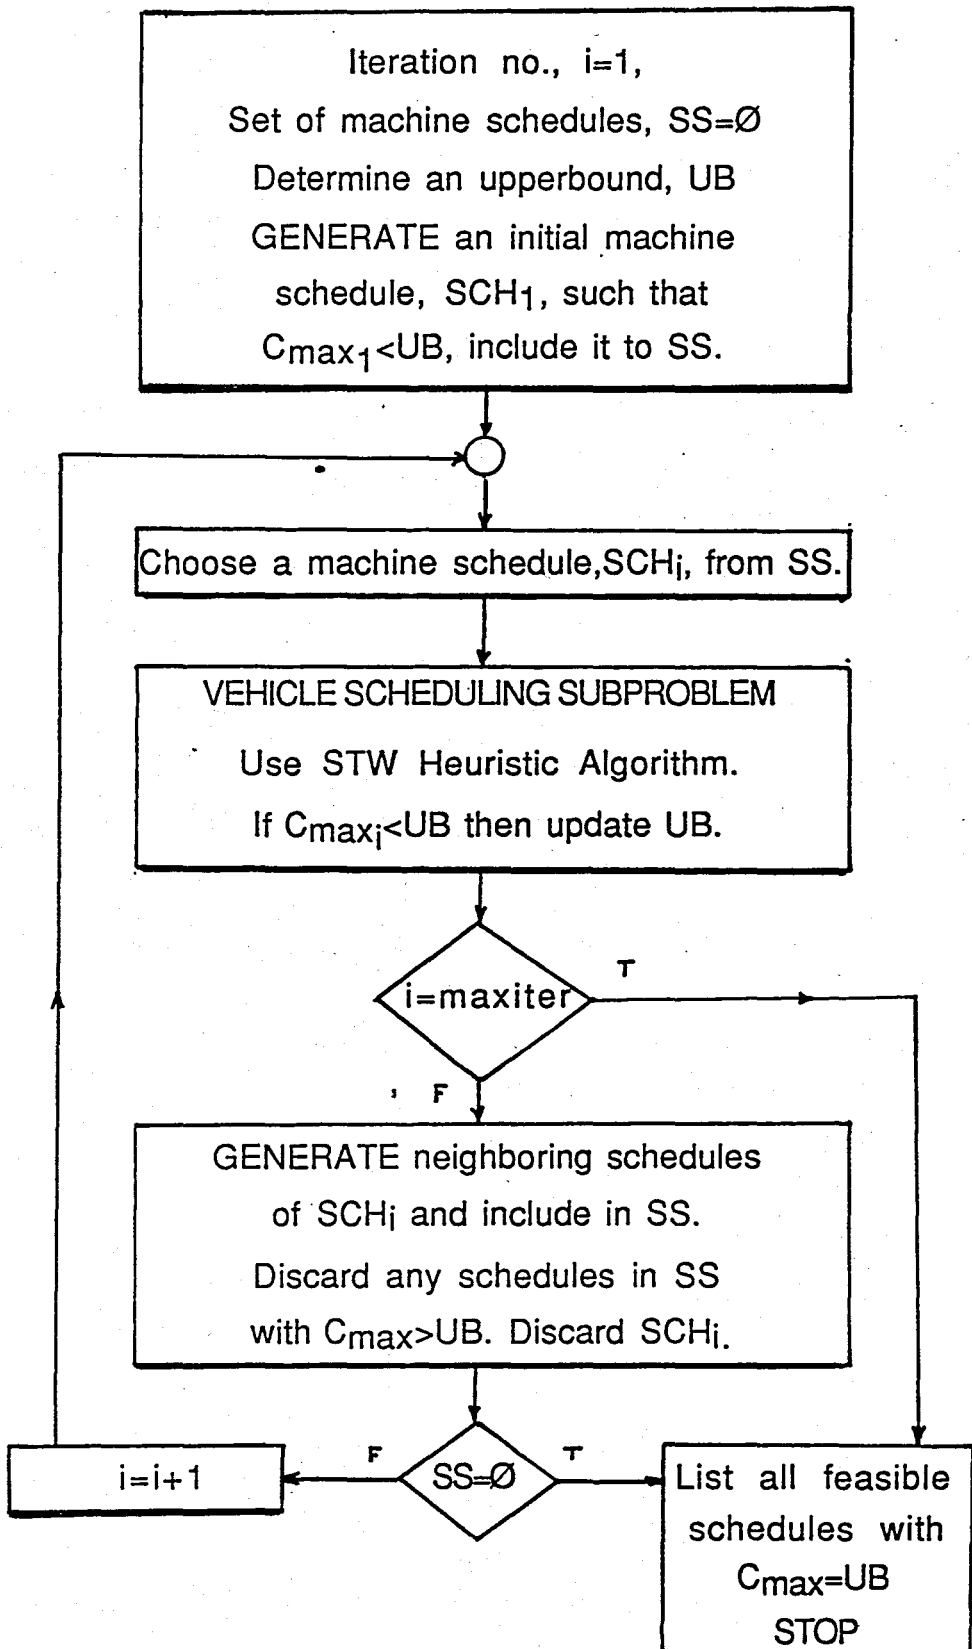 Iteration no., i=1,
Set of machine schedules, SS=Ø
Determine an upperbound, UB
GENERATE an initial machine
schedule, SCH1, such that
Cmax1<UB, include it to SS.
Choose a machine schedule,SCHi, from SS.
VEHICLE SCHEDULING SUBPROBLEM
Use STW Heuristic Algorithm.
If Cmaxi<UB then update UB.
i=maxiter
T
F
GENERATE neighboring schedules
of SCHi and include in SS.
Discard any schedules in SS
with Cmax>UB. Discard SCHi.
i=i+1
F
SS=Ø
T
List all feasible
schedules with
Cmax=UB
STOP